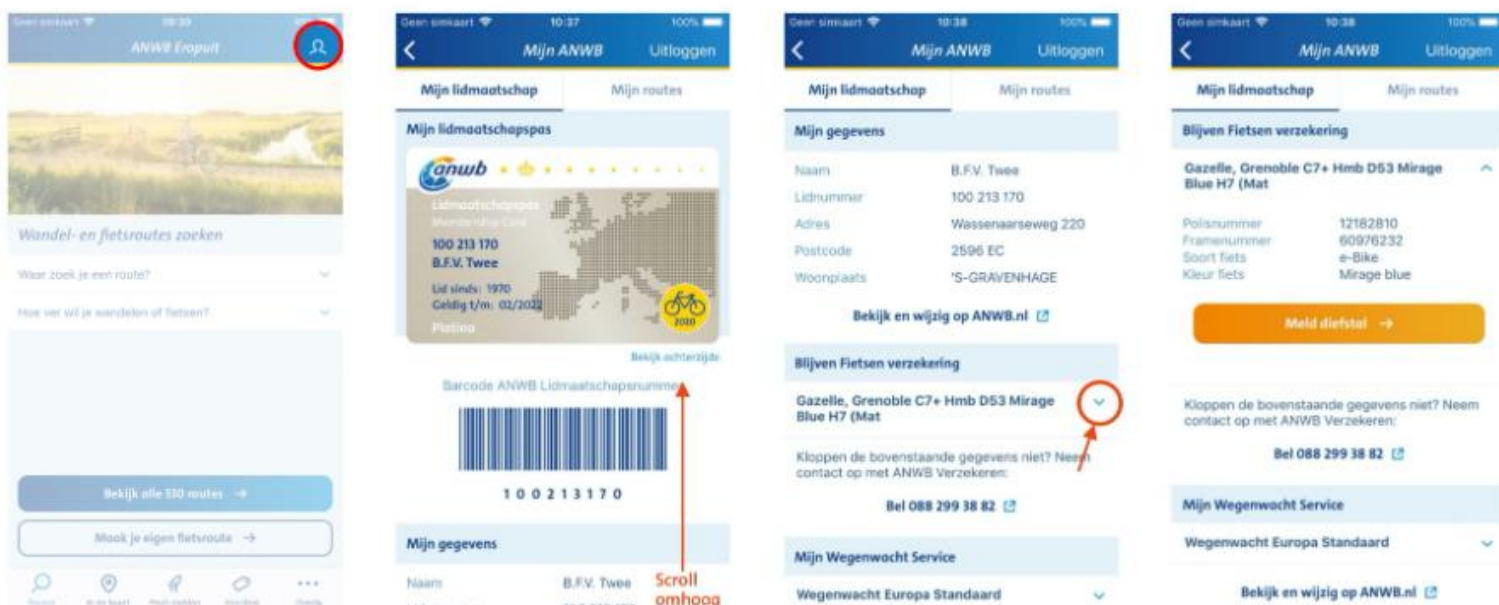 Geen simkaart
ANWB Eropuit
Wandel- en fietsroutes zoeken
Waar zoek je een route?
Hoe ver wil je wandelen of fietsen?
Bekijk alle 530 routes →
Maak je eigen fietsroute →
Geen simkaart 10:37 100%
Mijn ANWB Uitloggen
Mijn lidmaatschap Mijn routes
Mijn lidmaatschapspas
anwb
Lidmaatschapspas
Membership Card
100 213 170
B.F.V. Twee
Lid sinds: 1970
Geldig t/m: 02/2022
Platina
2020
Bekijk achterzijde
Barcode ANWB Lidmaatschapsnummer
100213170
Mijn gegevens
Naam B.F.V. Twee
Scroll
omhoog
Geen simkaart 10:38 100%
Mijn ANWB Uitloggen
Mijn lidmaatschap Mijn routes
Mijn gegevens
Naam B.F.V. Twee
Lidnummer 100 213 170
Adres Wassenaarseweg 220
Postcode 2596 EC
Woonplaats 'S-GRAVENHAGE
Bekijk en wijzig op ANWB.nl
Blijven Fietsen verzekering
Gazelle, Grenoble C7+ Hmb D53 Mirage
Blue H7 (Mat
Kloppen de bovenstaande gegevens niet? Neem
contact op met ANWB Verzekeren:
Bel 088 299 38 82
Mijn Wegenwacht Service
Wegenwacht Europa Standaard
Geen simkaart 10:38 100%
Mijn ANWB Uitloggen
Mijn lidmaatschap Mijn routes
Blijven Fietsen verzekering
Gazelle, Grenoble C7+ Hmb D53 Mirage
Blue H7 (Mat
Polisnummer 12182810
Framenummer 60976232
Soort fiets e-Bike
Kleur fiets Mirage blue
Meld diefstal →
Kloppen de bovenstaande gegevens niet? Neem
contact op met ANWB Verzekeren:
Bel 088 299 38 82
Mijn Wegenwacht Service
Wegenwacht Europa Standaard
Bekijk en wijzig op ANWB.nl